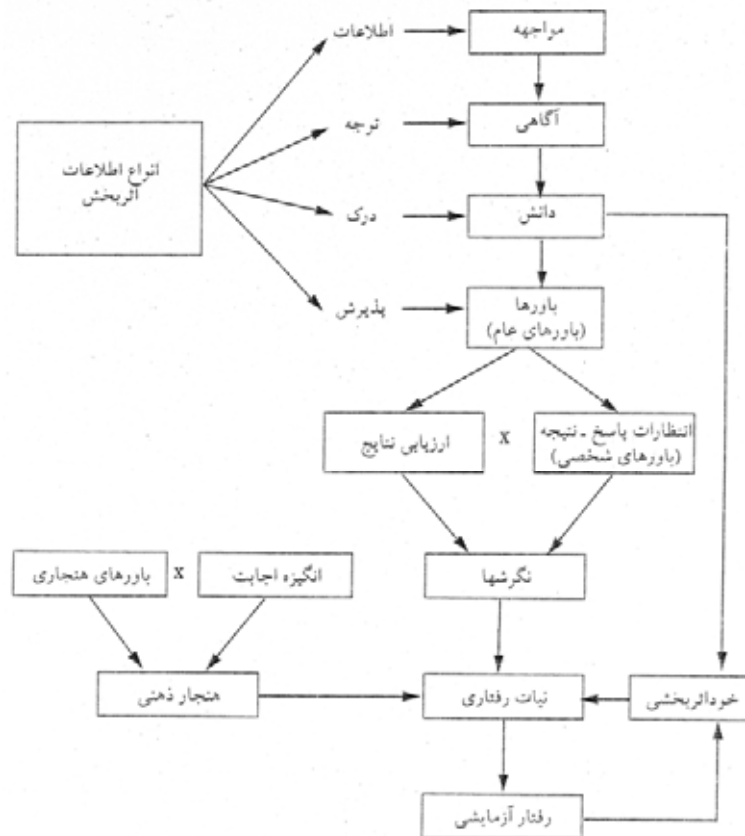 اطلاعات
مواجهه
توجه
آگاهی
انواع اطلاعات
اثربخش
درک
دانش
پذیرش
باورها
(باورهای عام)
انتظارات پاسخ ـ نتیجه
(باورهای شخصی)
x
ارزیابی نتایج
نگرشها
انگیزه اجابت
x
باورهای هنجاری
هنجار ذهنی
نیات رفتاری
خوداثربخشی
رفتار آزمایشی